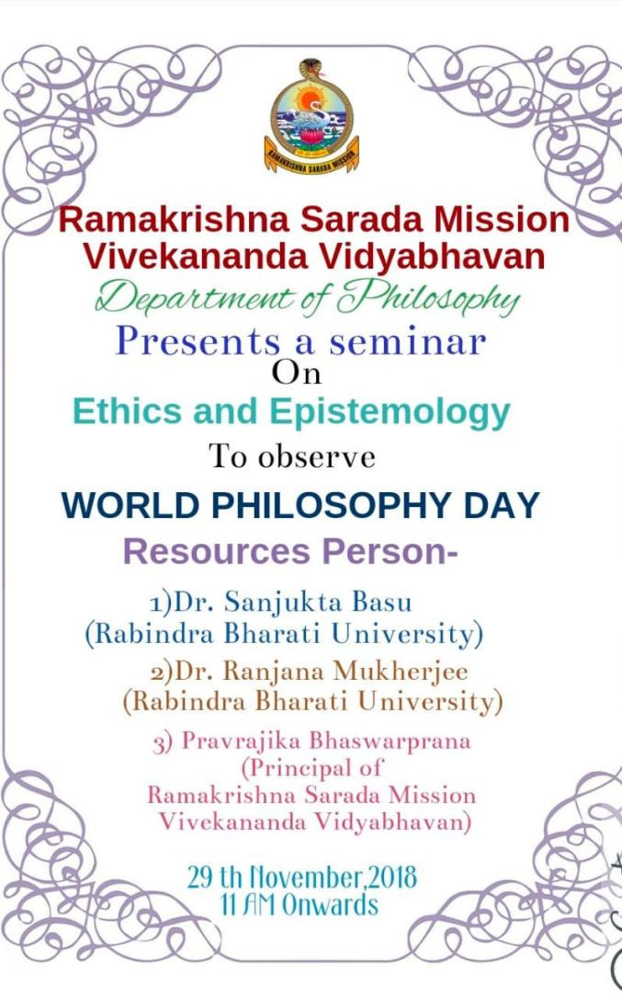 RAMAKRISHNA SARADA MISSION
Ramakrishna Sarada Mission
Vivekananda Vidyabhavan
Department of Philosophy
Presents a seminar
On
Ethics and Epistemology
To observe
WORLD PHILOSOPHY DAY
Resources Person-
1)Dr. Sanjukta Basu
(Rabindra Bharati University)
2)Dr. Ranjana Mukherjee
(Rabindra Bharati University)
3) Pravrajika Bhaswarprana
(Principal of
Ramakrishna Sarada Mission
Vivekananda Vidyabhavan)
29 th November,2018
11 AM Onwards